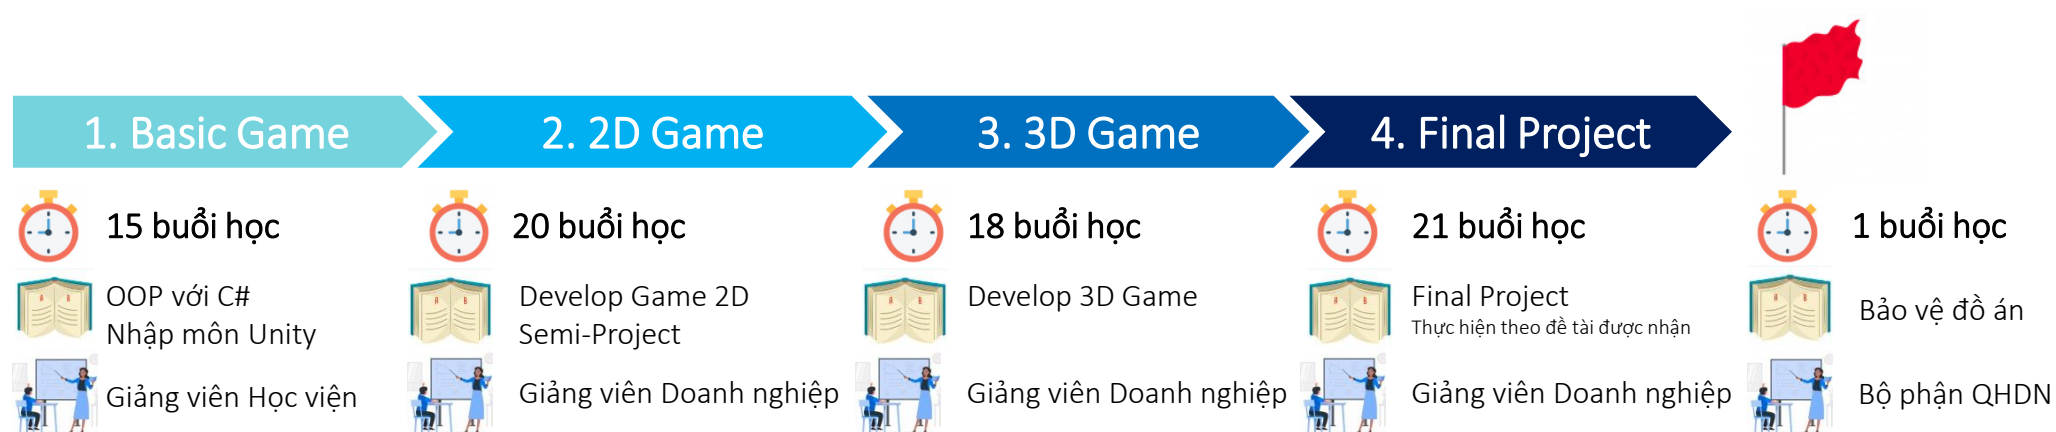 1. Basic Game
2. 2D Game
3. 3D Game
4. Final Project
15 buổi học
20 buổi học
18 buổi học
21 buổi học
1 buổi học
OOP với C#
Nhập môn Unity
Develop Game 2D
Semi-Project
Develop 3D Game
Final Project
Thực hiện theo đề tài được nhận
Bảo vệ đồ án
Giảng viên Học viện
Giảng viên Doanh nghiệp
Giảng viên Doanh nghiệp
Giảng viên Doanh nghiệp
Bộ phận QHDN